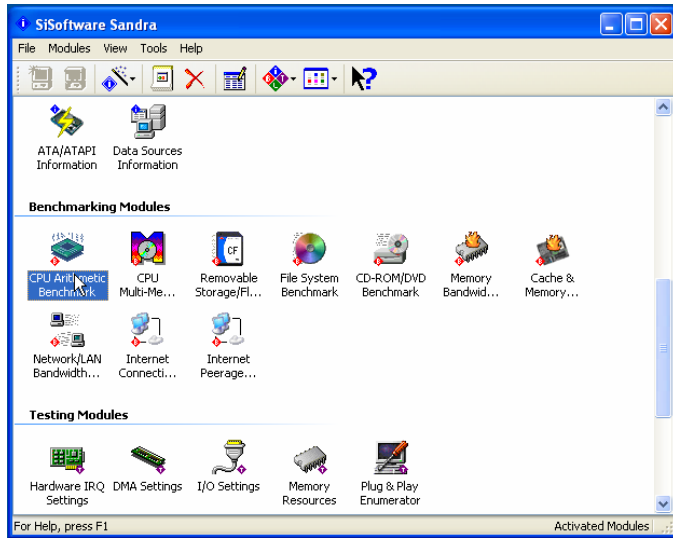 SiSoftware Sandra
File Modules View Tools Help
ATA/ATAPI
Information
Data Sources
Information
Benchmarking Modules
CPU Arithmetic
Benchmark
CPU
Multi-Me...
Removable
Storage/Fl...
CF
File System
Benchmark
CD-ROM/DVD
Benchmark
Memory
Bandwid...
Cache &
Memory...
Network/LAN
Bandwidth...
Internet
Connecti...
Internet
Peerage...
Testing Modules
Hardware IRQ
Settings
DMA Settings
I/O Settings
Memory
Resources
Plug & Play
Enumerator
For Help, press F1
Activated Modules